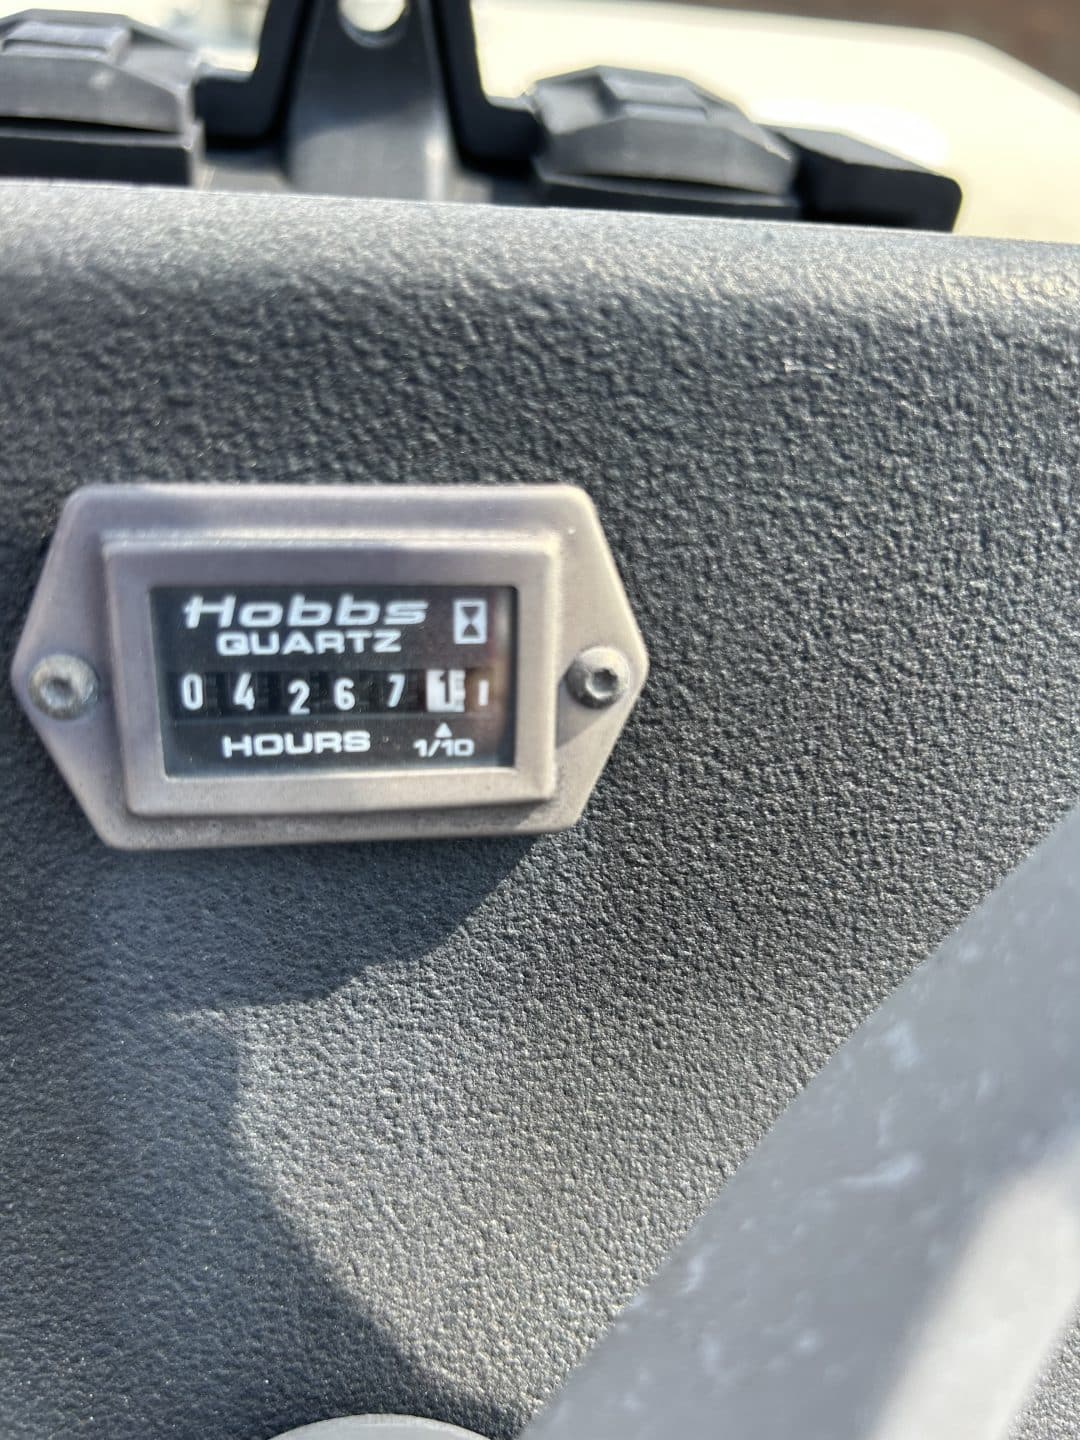 Hobbs
QUARTZ
0 4 2 6 7 1
HOURS 1/10